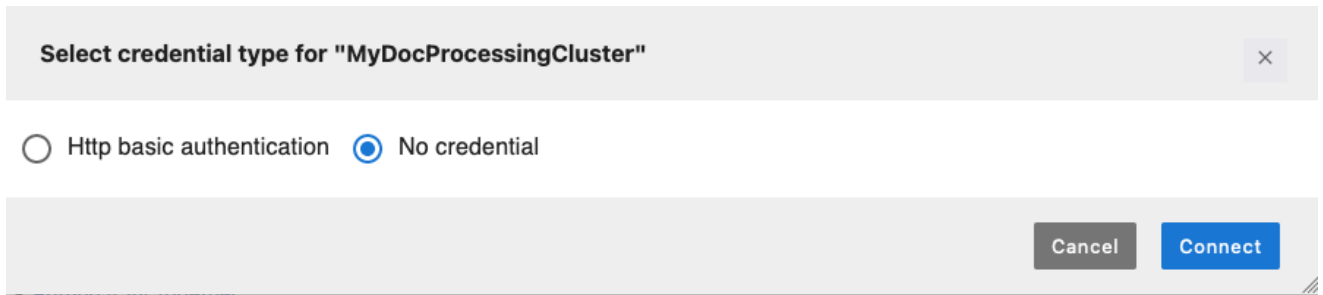 Select credential type for "MyDocProcessingCluster"
Http basic authentication No credential
Cancel Connect